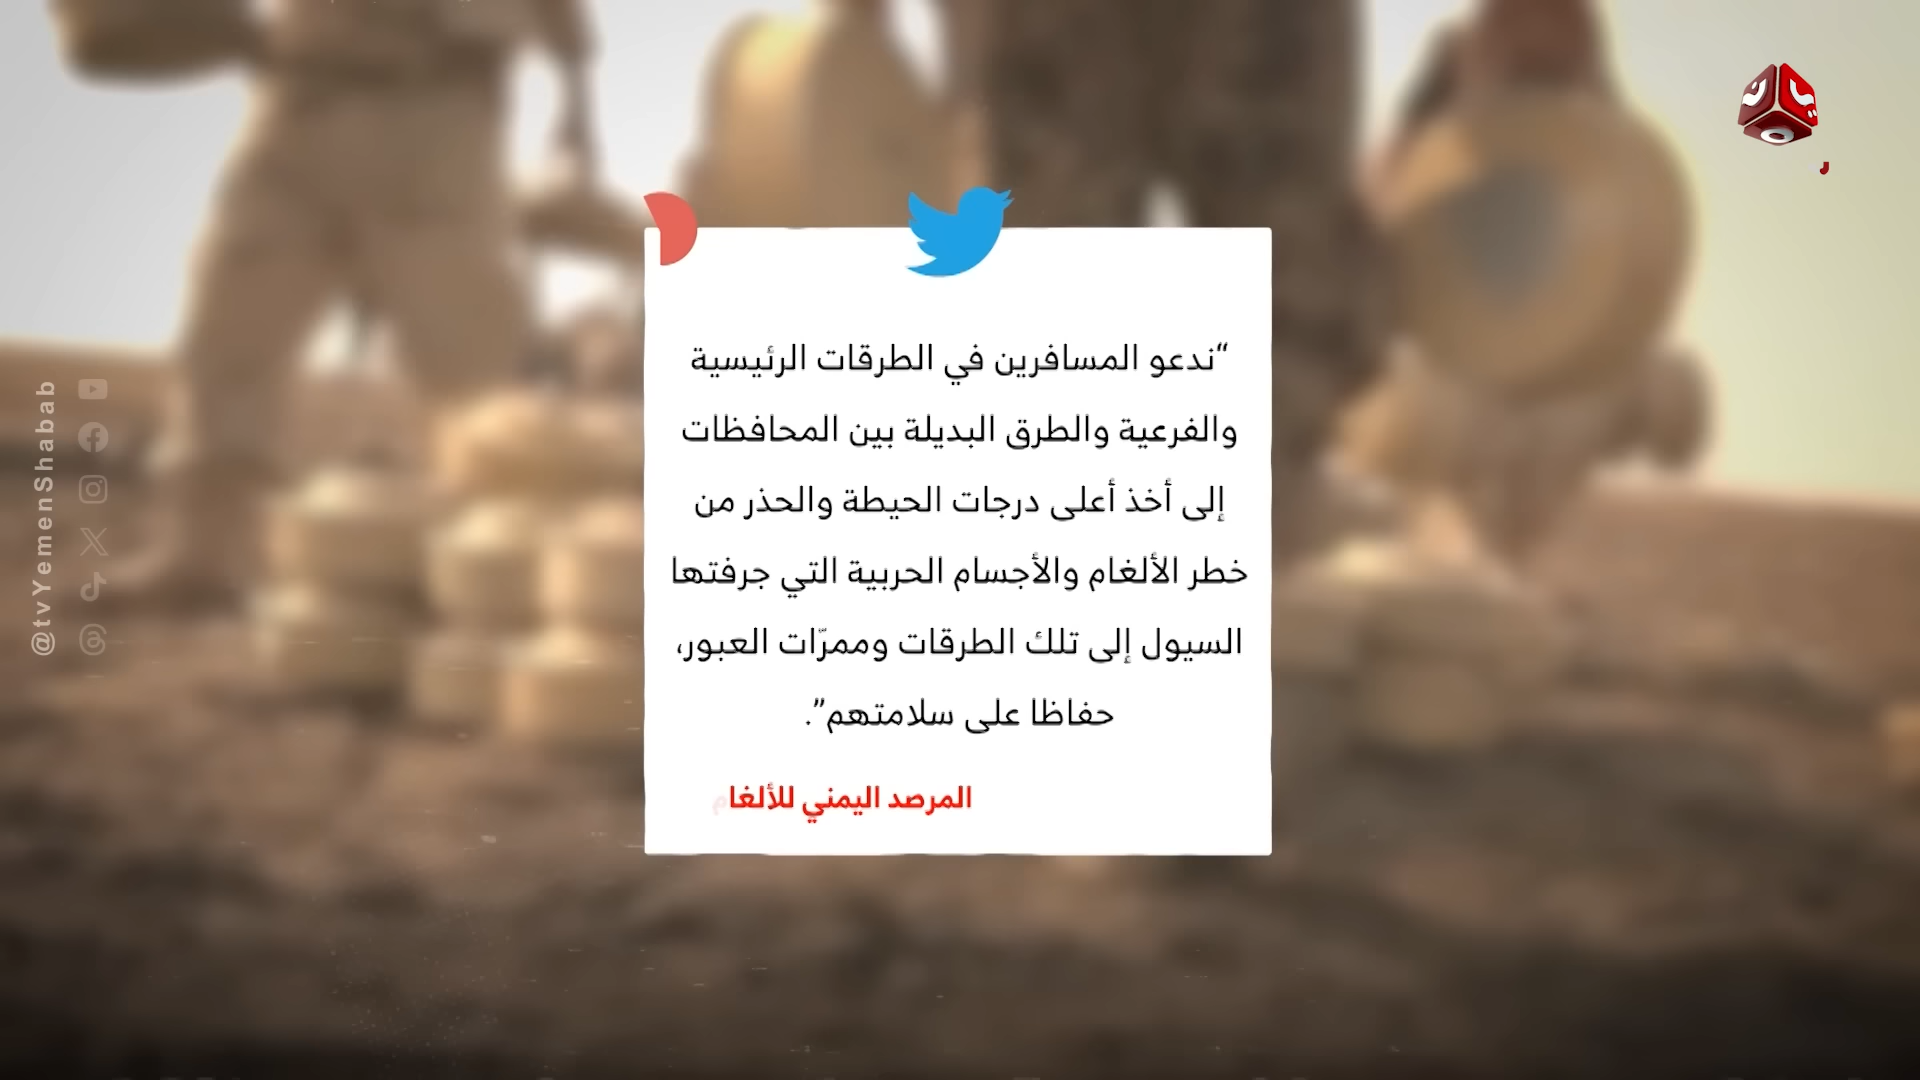 “ندعو المسافرين في الطرقات الرئيسية
والفرعية والطرق البديلة بين المحافظات
إلى أخذ أعلى درجات الحيطة والحذر من
خطر الألغام والأجسام الحربية التي جرفتها
السيول إلى تلك الطرقات وممرّات العبور،
حفاظا على سلامتهم”.
المرصد اليمني للألغام
@tvYemenShabab